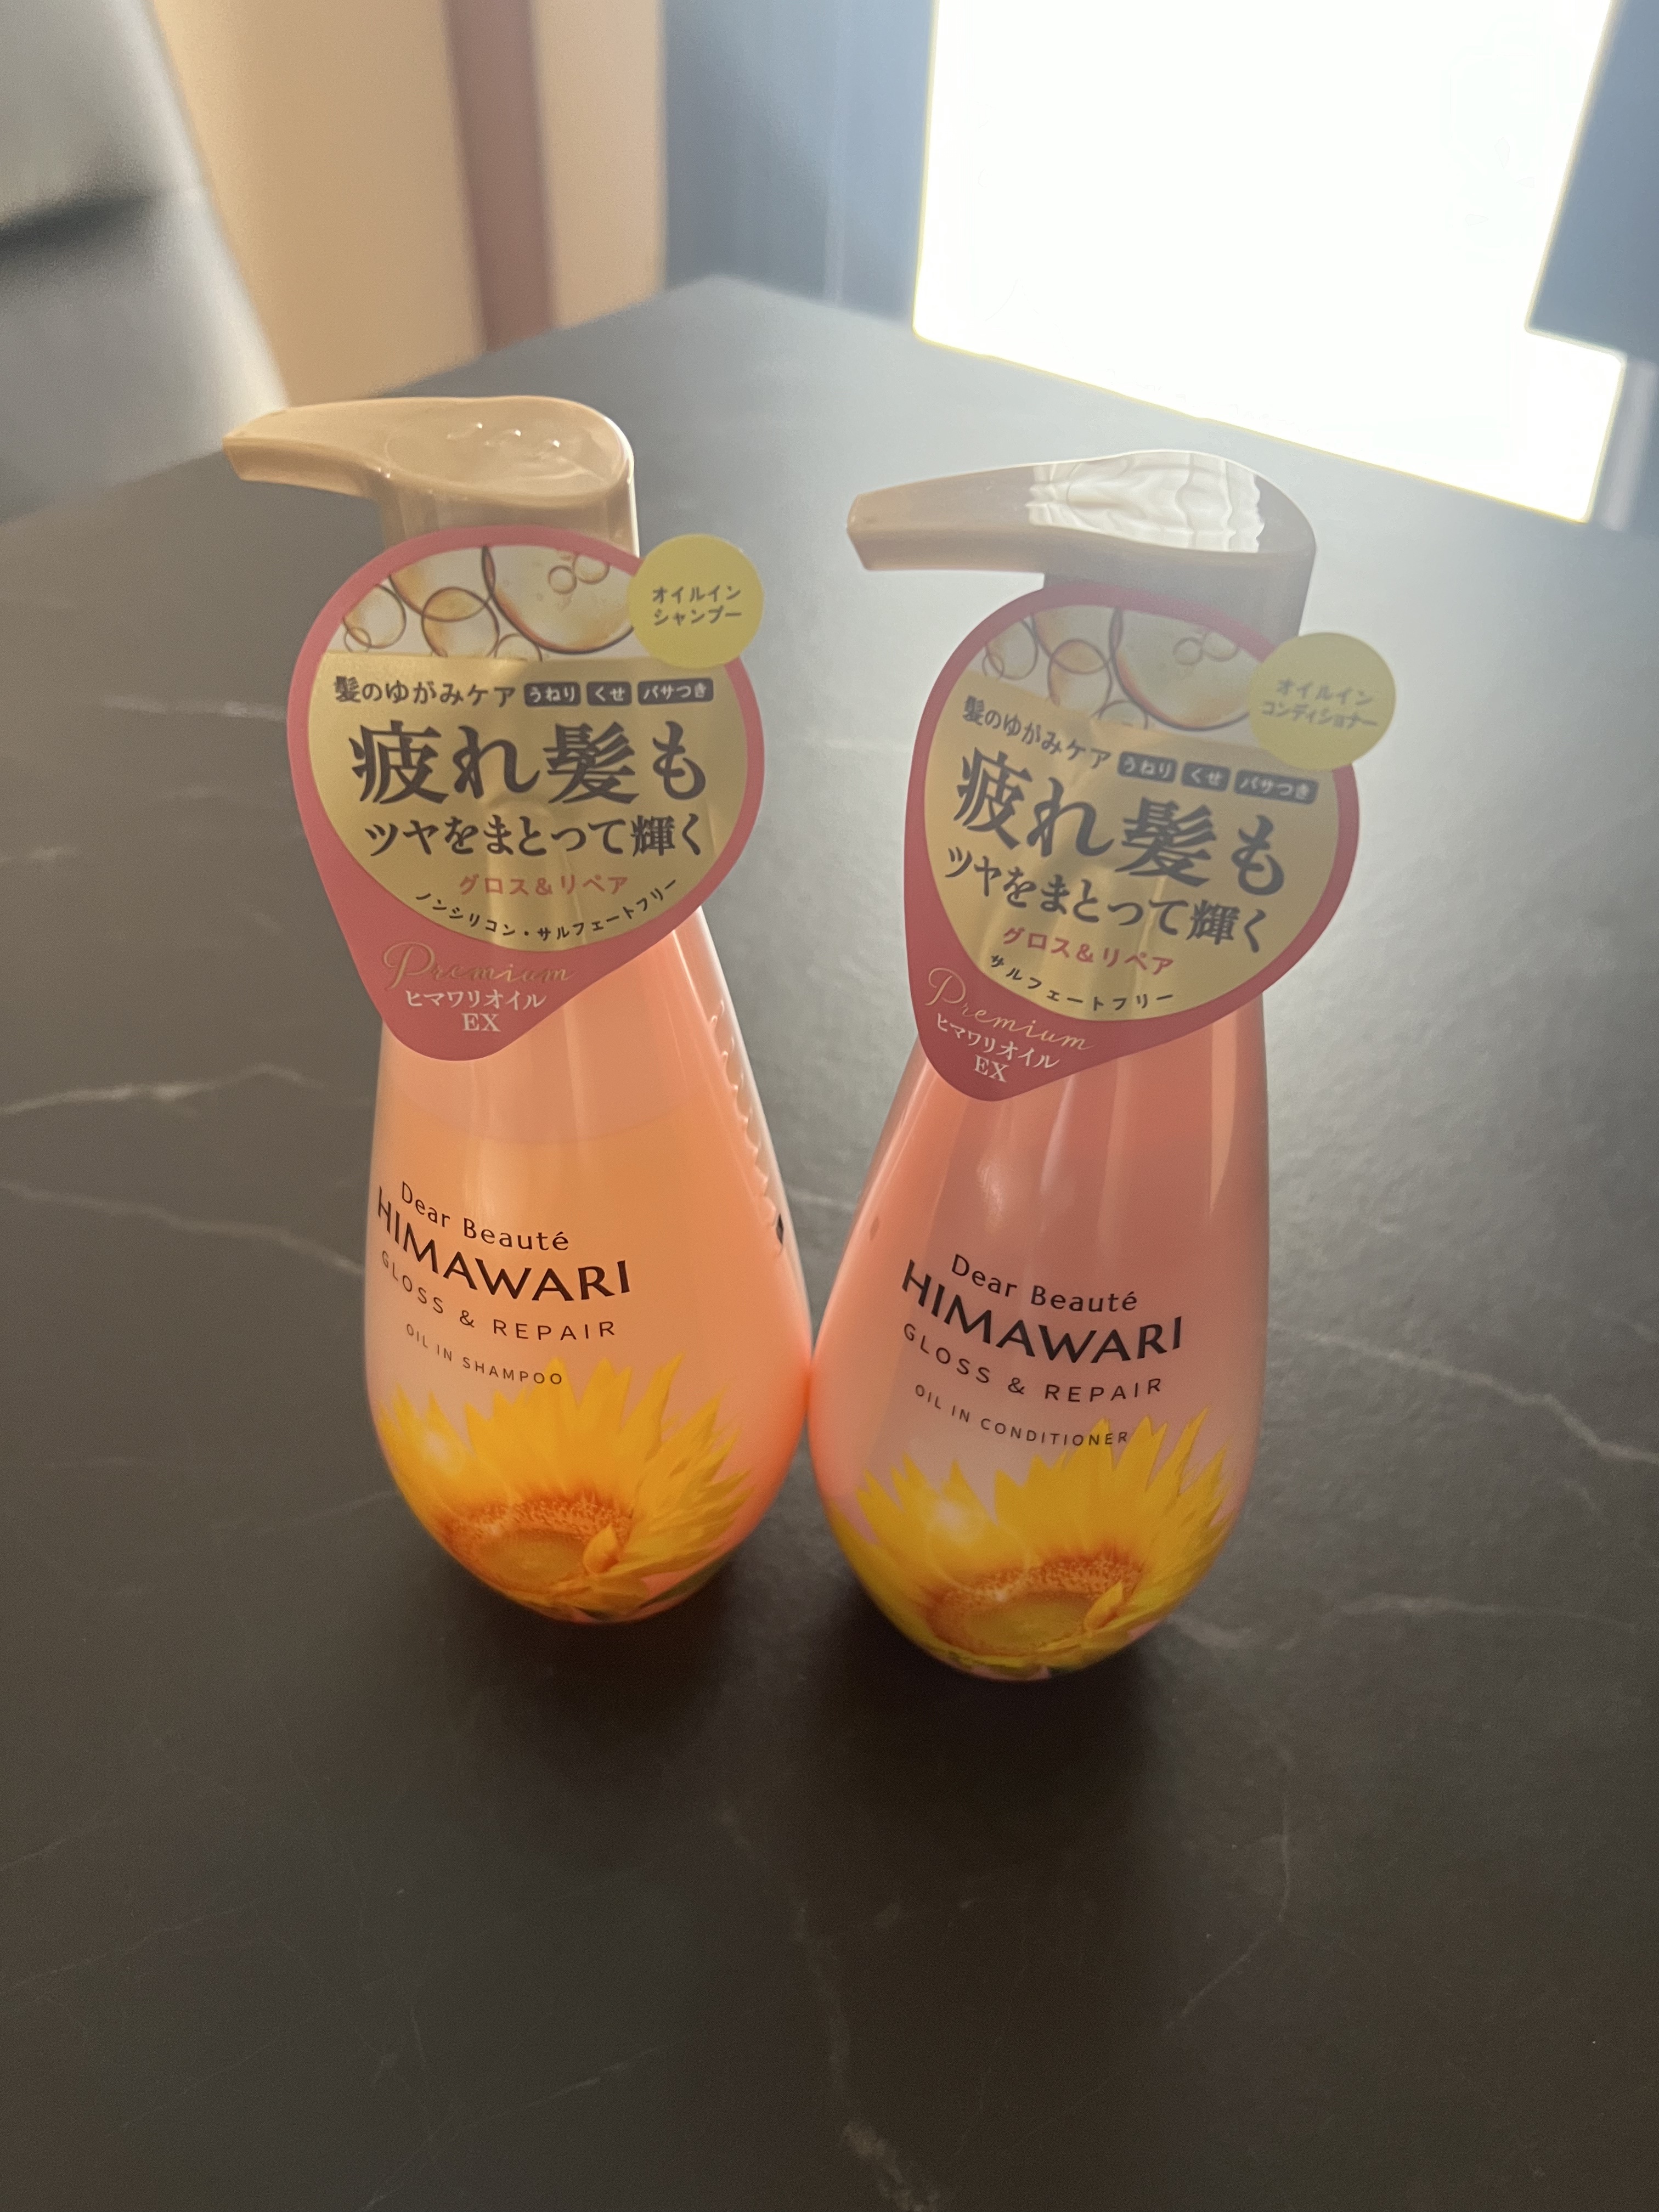 オイルイン
シャンプー
髪のゆがみケア うねり くせ パサつき
疲れ髪も
ツヤをまとって輝く
グロス&リペア
ノンシリコン・サルフェートフリー
Premium
ヒマワリオイル
EX
Dear Beauté
HIMAWARI
GLOSS & REPAIR
OIL IN SHAMPOO
オイルイン
コンディショナー
髪のゆがみケア うねり くせ パサつき
疲れ髪も
ツヤをまとって輝く
グロス&リペア
サルフェートフリー
Premium
ヒマワリオイル
EX
Dear Beauté
HIMAWARI
GLOSS & REPAIR
OIL IN CONDITIONER